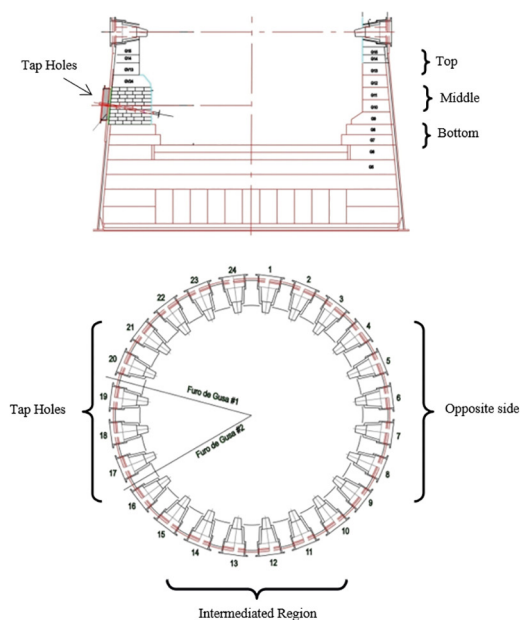 Tap Holes
Top
Middle
Bottom
24
1
23
2
22
3
21
4
20
5
19
6
18
7
17
8
16
9
15
10
14
11
13
12
Furo de Gusa #1
Furo de Gusa #2
Tap Holes
Opposite side
Intermediated Region